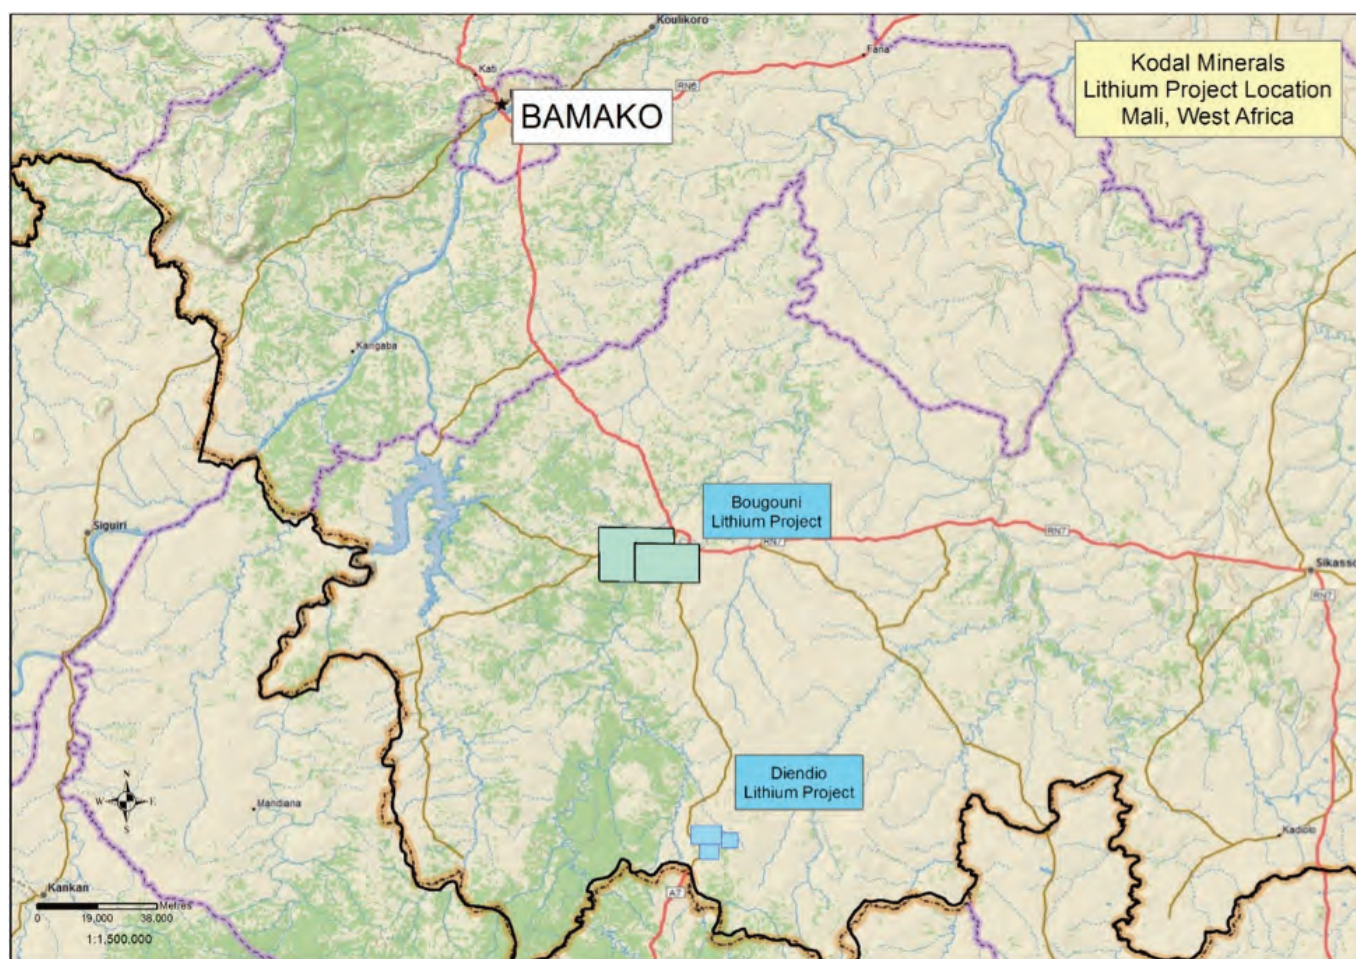 Koulikoro
Kati
Fana
RN6
BAMAKO
Kodal Minerals
Lithium Project Location
Mali, West Africa
Kangaba
Siguiri
Bougouni
Lithium Project
RN7
RN7
Sikasso
RN7
Diendio
Lithium Project
N
W
E
S
Mandiana
Kadiolo
Kankan
A7
Metres
0 19,000 38,000
1:1,500,000